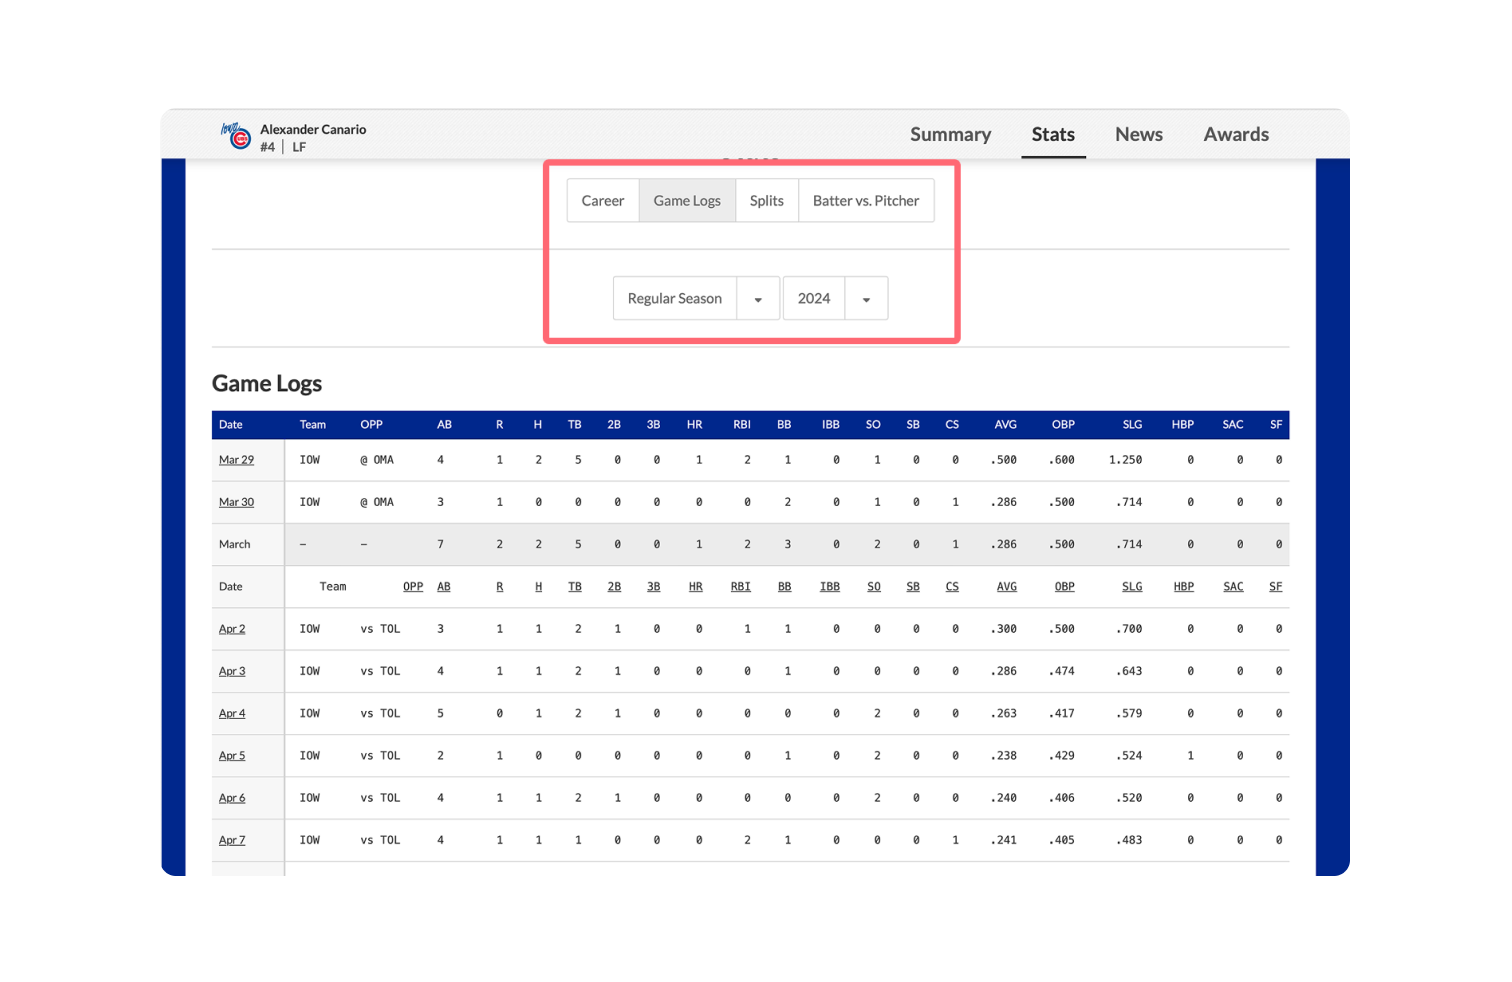 Iowa
Alexander Canario
#4 | LF
Summary Stats News Awards
Career Game Logs Splits Batter vs. Pitcher
Regular Season 2024
Game Logs
Date Team OPP AB R H TB 2B 3B HR RBI BB IBB SO SB CS AVG OBP SLG HBP SAC SF
Mar 29 IOW @ OMA 4 1 2 5 0 0 1 2 1 0 1 0 0 .500 .600 1.250 0 0 0
Mar 30 IOW @ OMA 3 1 0 0 0 0 0 0 2 0 1 0 1 .286 .500 .714 0 0 0
March – – 7 2 2 5 0 0 1 2 3 0 2 0 1 .286 .500 .714 0 0 0
Date Team OPP AB R H TB 2B 3B HR RBI BB IBB SO SB CS AVG OBP SLG HBP SAC SF
Apr 2 IOW vs TOL 3 1 1 2 1 0 0 1 1 0 0 0 0 .300 .500 .700 0 0 0
Apr 3 IOW vs TOL 4 1 1 2 1 0 0 0 1 0 0 0 0 .286 .474 .643 0 0 0
Apr 4 IOW vs TOL 5 0 1 2 1 0 0 0 0 0 2 0 0 .263 .417 .579 0 0 0
Apr 5 IOW vs TOL 2 1 0 0 0 0 0 0 1 0 2 0 0 .238 .429 .524 1 0 0
Apr 6 IOW vs TOL 4 1 1 2 1 0 0 0 0 0 2 0 0 .240 .406 .520 0 0 0
Apr 7 IOW vs TOL 4 1 1 1 0 0 0 2 1 0 0 0 1 .241 .405 .483 0 0 0